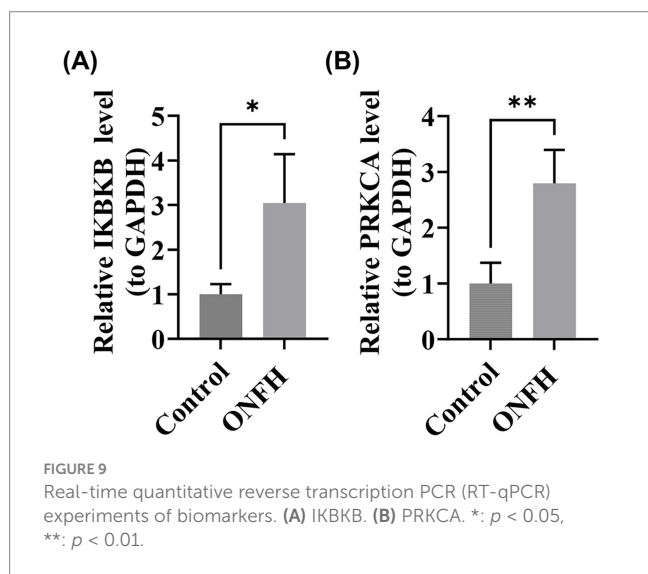 (A)
Relative IKBKB level
(to GAPDH)
5
4
3
2
1
0
*
Control
ONFH
(B)
Relative PRKCA level
(to GAPDH)
4
3
2
1
0
**
Control
ONFH
FIGURE 9
Real-time quantitative reverse transcription PCR (RT-qPCR)
experiments of biomarkers. (A) IKBKB. (B) PRKCA. *: p < 0.05,
**: p < 0.01.